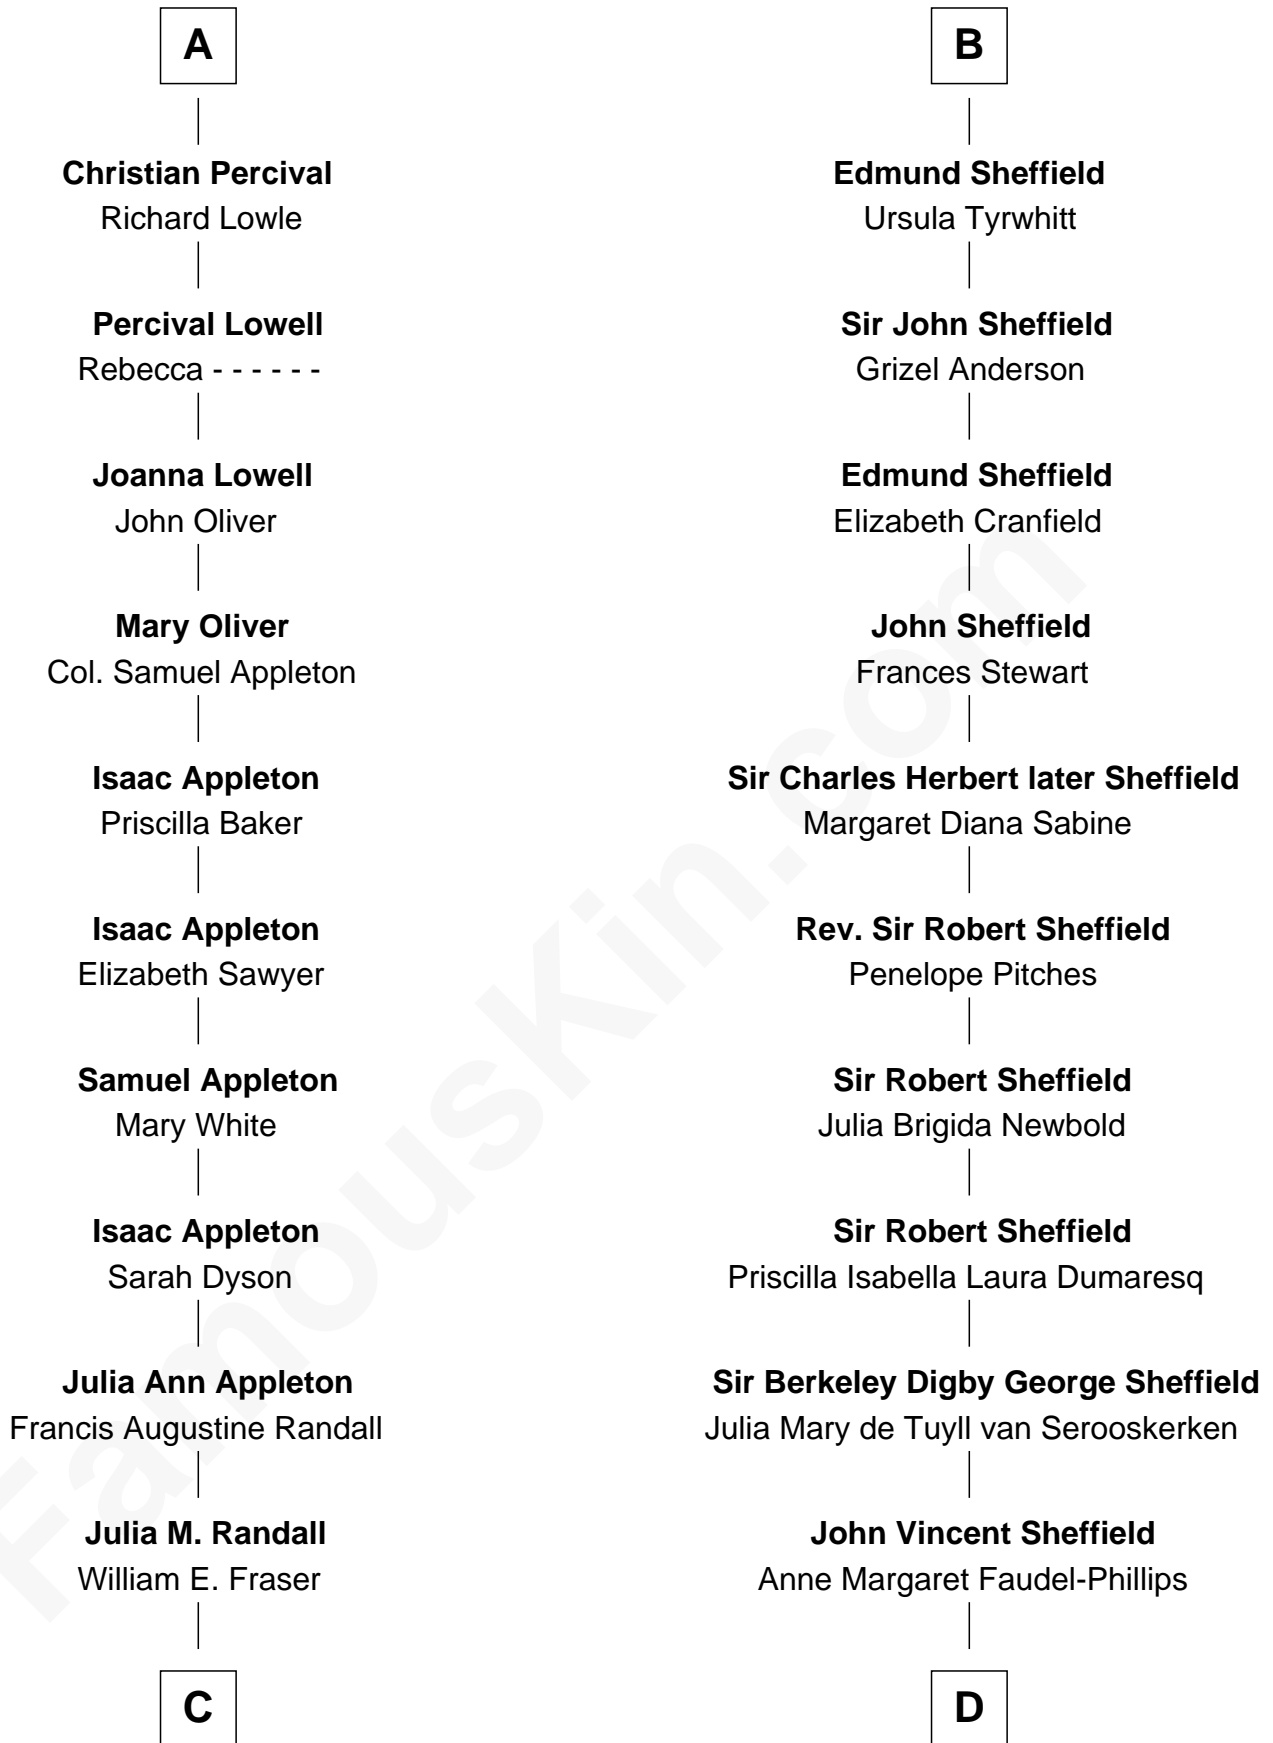 A
Christian Percival
Richard Lowle
Percival Lowell
Rebecca - - - - - -
Joanna Lowell
John Oliver
Mary Oliver
Col. Samuel Appleton
Isaac Appleton
Priscilla Baker
Isaac Appleton
Elizabeth Sawyer
Samuel Appleton
Mary White
Isaac Appleton
Sarah Dyson
Julia Ann Appleton
Francis Augustine Randall
Julia M. Randall
William E. Fraser
C
B
Edmund Sheffield
Ursula Tyrwhitt
Sir John Sheffield
Grizel Anderson
Edmund Sheffield
Elizabeth Cranfield
John Sheffield
Frances Stewart
Sir Charles Herbert later Sheffield
Margaret Diana Sabine
Rev. Sir Robert Sheffield
Penelope Pitches
Sir Robert Sheffield
Julia Brigida Newbold
Sir Robert Sheffield
Priscilla Isabella Laura Dumaresq
Sir Berkeley Digby George Sheffield
Julia Mary de Tuyll van Serooskerken
John Vincent Sheffield
Anne Margaret Faudel-Phillips
D
FamousKin.com